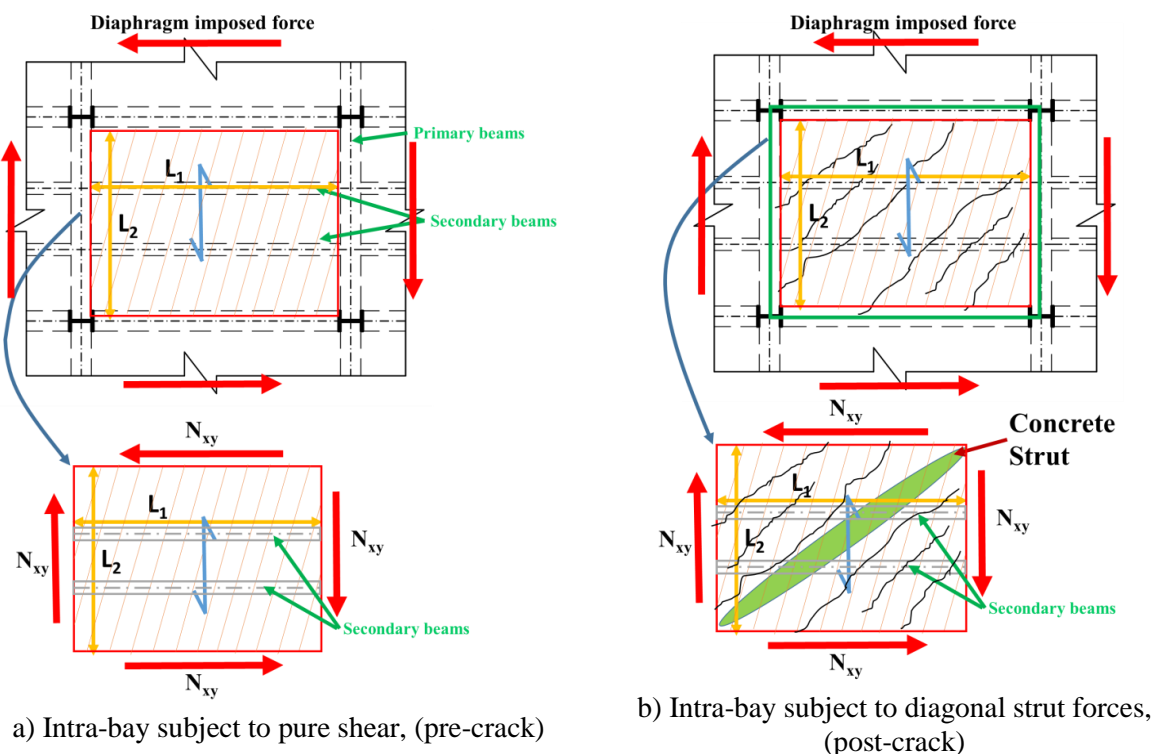 Diaphragm imposed force
Primary beams
L1
Secondary beams
L2
Nxy
L1
Nxy
L2
Nxy
Secondary beams
Nxy
a) Intra-bay subject to pure shear, (pre-crack)
Diaphragm imposed force
L1
L2
Nxy
Concrete
Strut
L1
Nxy
L2
Nxy
Secondary beams
Nxy
b) Intra-bay subject to diagonal strut forces,
(post-crack)